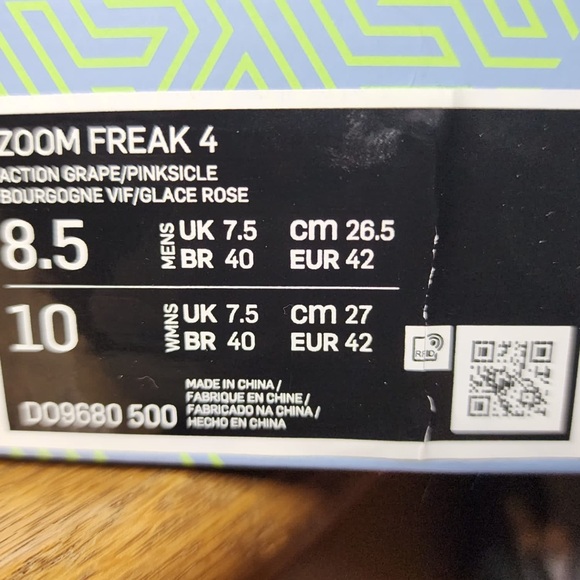 ZOOM FREAK 4
ACTION GRAPE/PINKSICLE
BOURGOGNE VIF/GLACE ROSE
8.5 MENS UK 7.5 CM 26.5
BR 40 EUR 42
10 WMNS UK 7.5 CM 27
BR 40 EUR 42
RFID
DO9680 500
MADE IN CHINA /
FABRIQUE EN CHINE /
FABRICADO NA CHINA /
HECHO EN CHINA